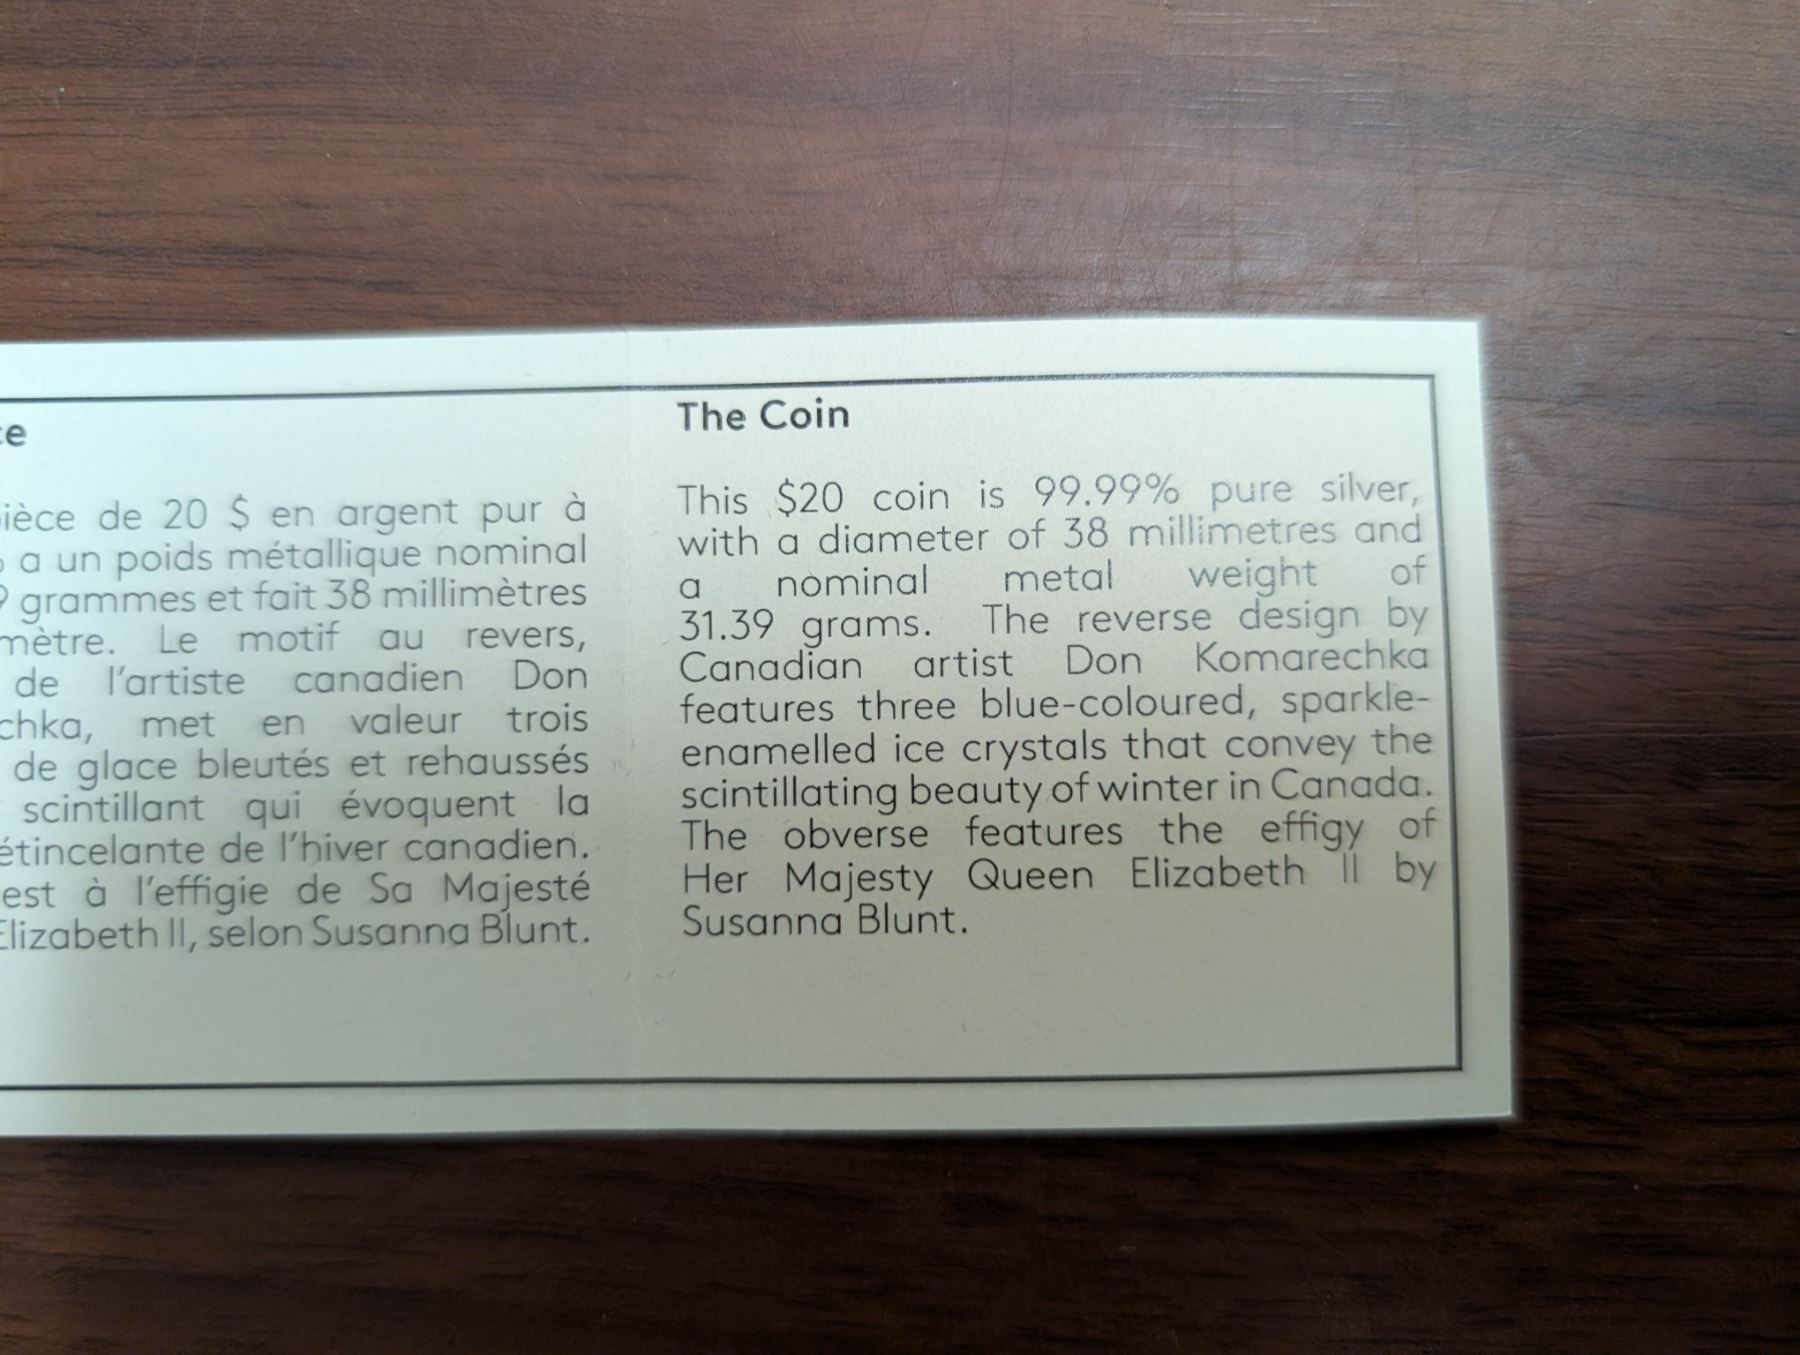 ce
pièce de 20 $ en argent pur à
a un poids métallique nominal
9 grammes et fait 38 millimètres
mètre. Le motif au revers,
de l'artiste canadien Don
chka, met en valeur trois
de glace bleutés et rehaussés
scintillant qui évoquent la
étincelante de l'hiver canadien.
est à l'effigie de Sa Majesté
Elizabeth II, selon Susanna Blunt.
The Coin
This $20 coin is 99.99% pure silver,
with a diameter of 38 millimetres and
a nominal metal weight of
31.39 grams. The reverse design by
Canadian artist Don Komarechka
features three blue-coloured, sparkle-
enamelled ice crystals that convey the
scintillating beauty of winter in Canada.
The obverse features the effigy of
Her Majesty Queen Elizabeth II by
Susanna Blunt.